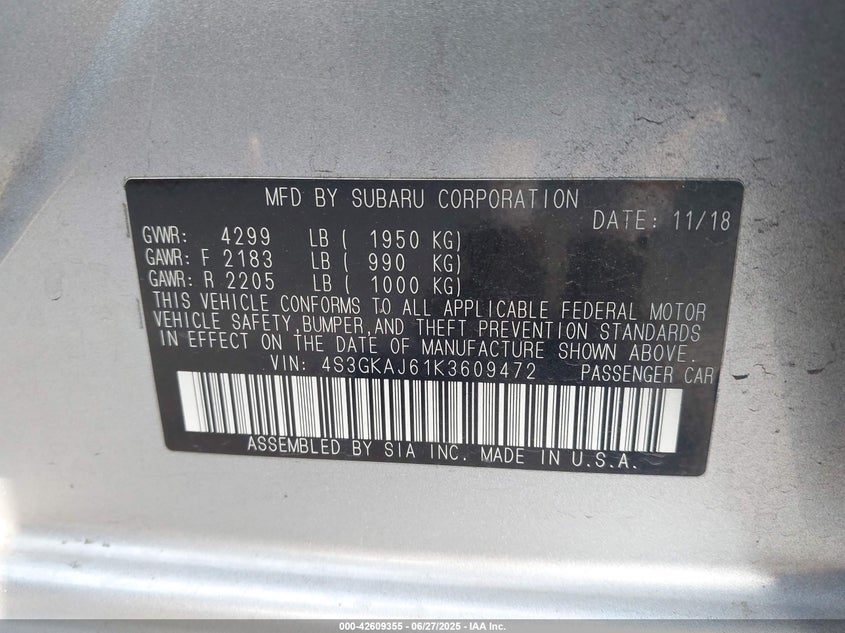 MFD BY SUBARU CORPORATION
DATE: 11/18
GVWR: 4299 LB ( 1950 KG)
GAWR: F 2183 LB ( 990 KG)
GAWR: R 2205 LB ( 1000 KG)
THIS VEHICLE CONFORMS TO ALL APPLICABLE FEDERAL MOTOR
VEHICLE SAFETY,BUMPER,AND THEFT PREVENTION STANDARDS
IN EFFECT ON THE DATE OF MANUFACTURE SHOWN ABOVE.
VIN: 4S3GKAJ61K3609472 PASSENGER CAR
ASSEMBLED BY SIA INC. MADE IN U.S.A.
000-42609355 - 06/27/2025 - IAA Inc.